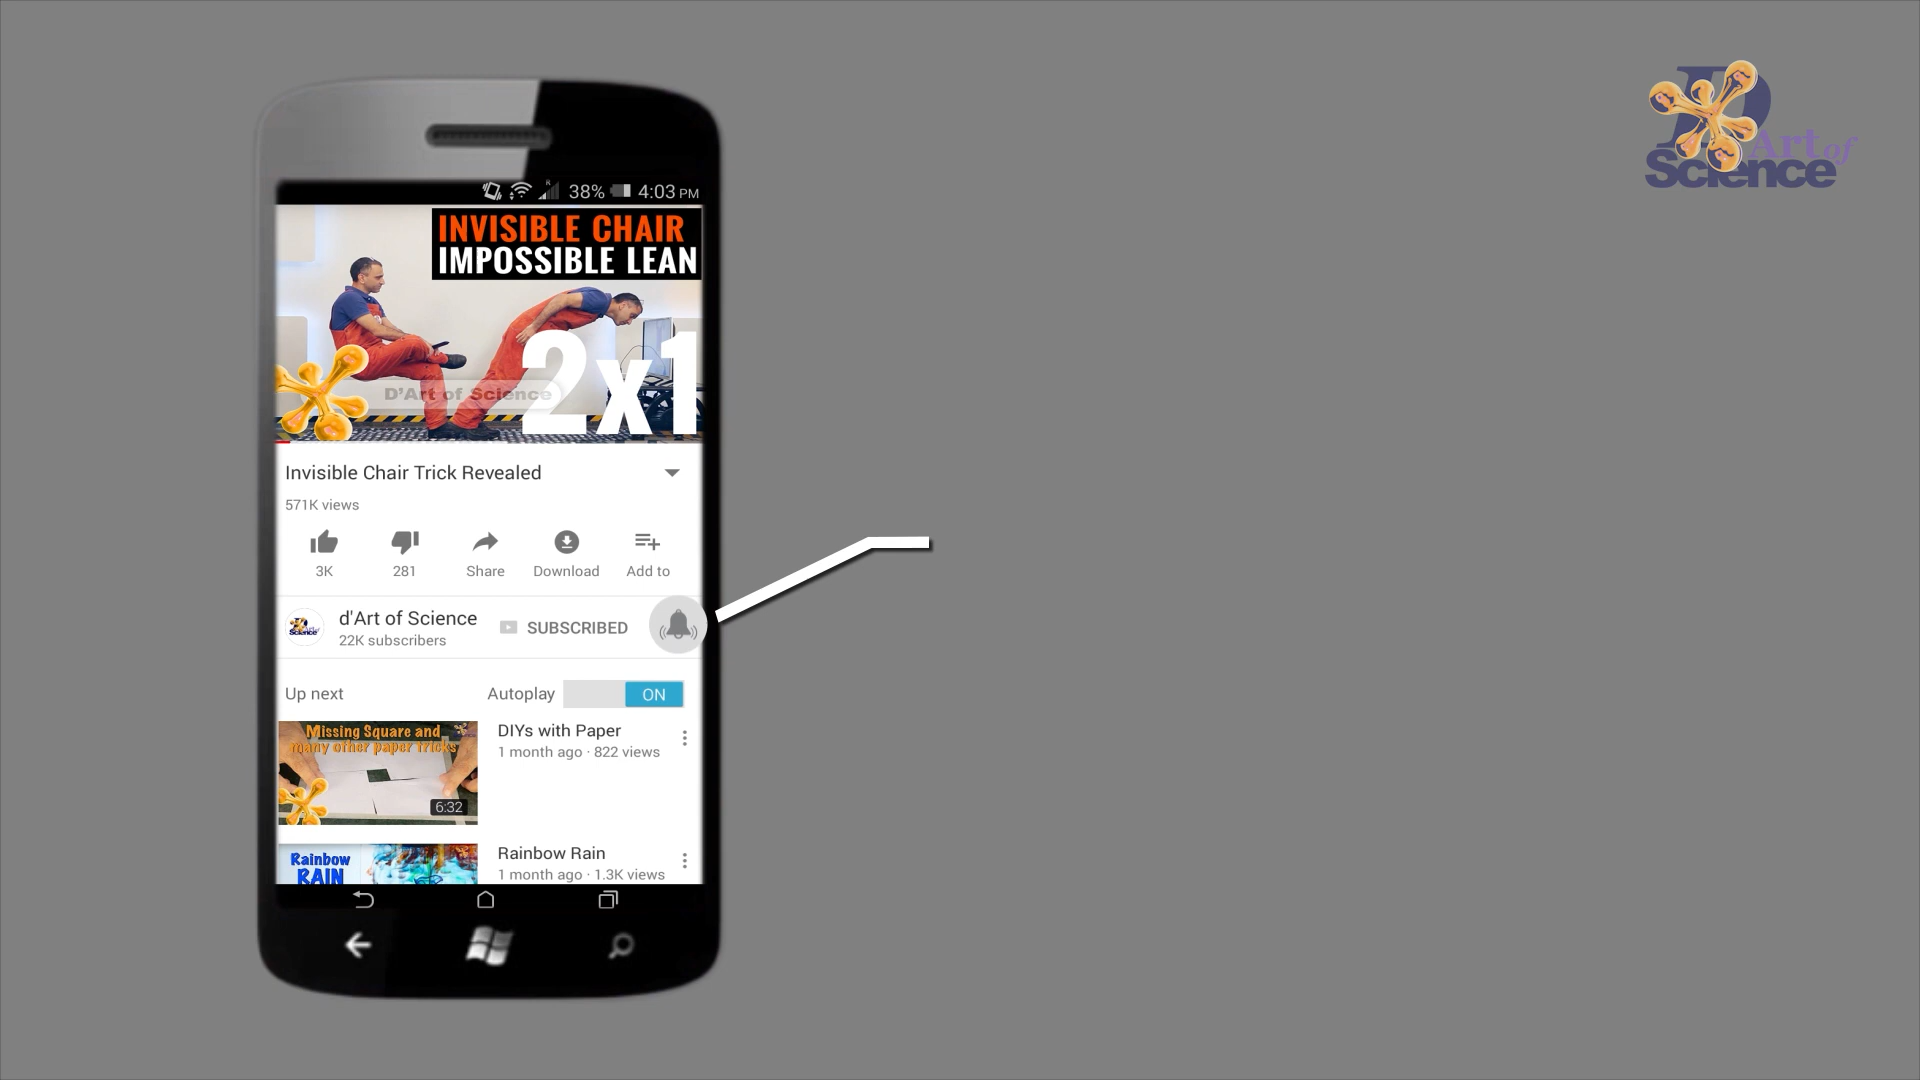 D'Art of
Science
R
38% 4:03 PM
INVISIBLE CHAIR
IMPOSSIBLE LEAN
2x1
D'Art of Science
Invisible Chair Trick Revealed
571K views
3K 281 Share Download Add to
d'Art of Science
22K subscribers
SUBSCRIBED
Up next
Autoplay ON
Missing Square and
many other paper tricks
6:32
DIYs with Paper
1 month ago · 822 views
Rainbow
RAIN
Rainbow Rain
1 month ago · 1.3K views